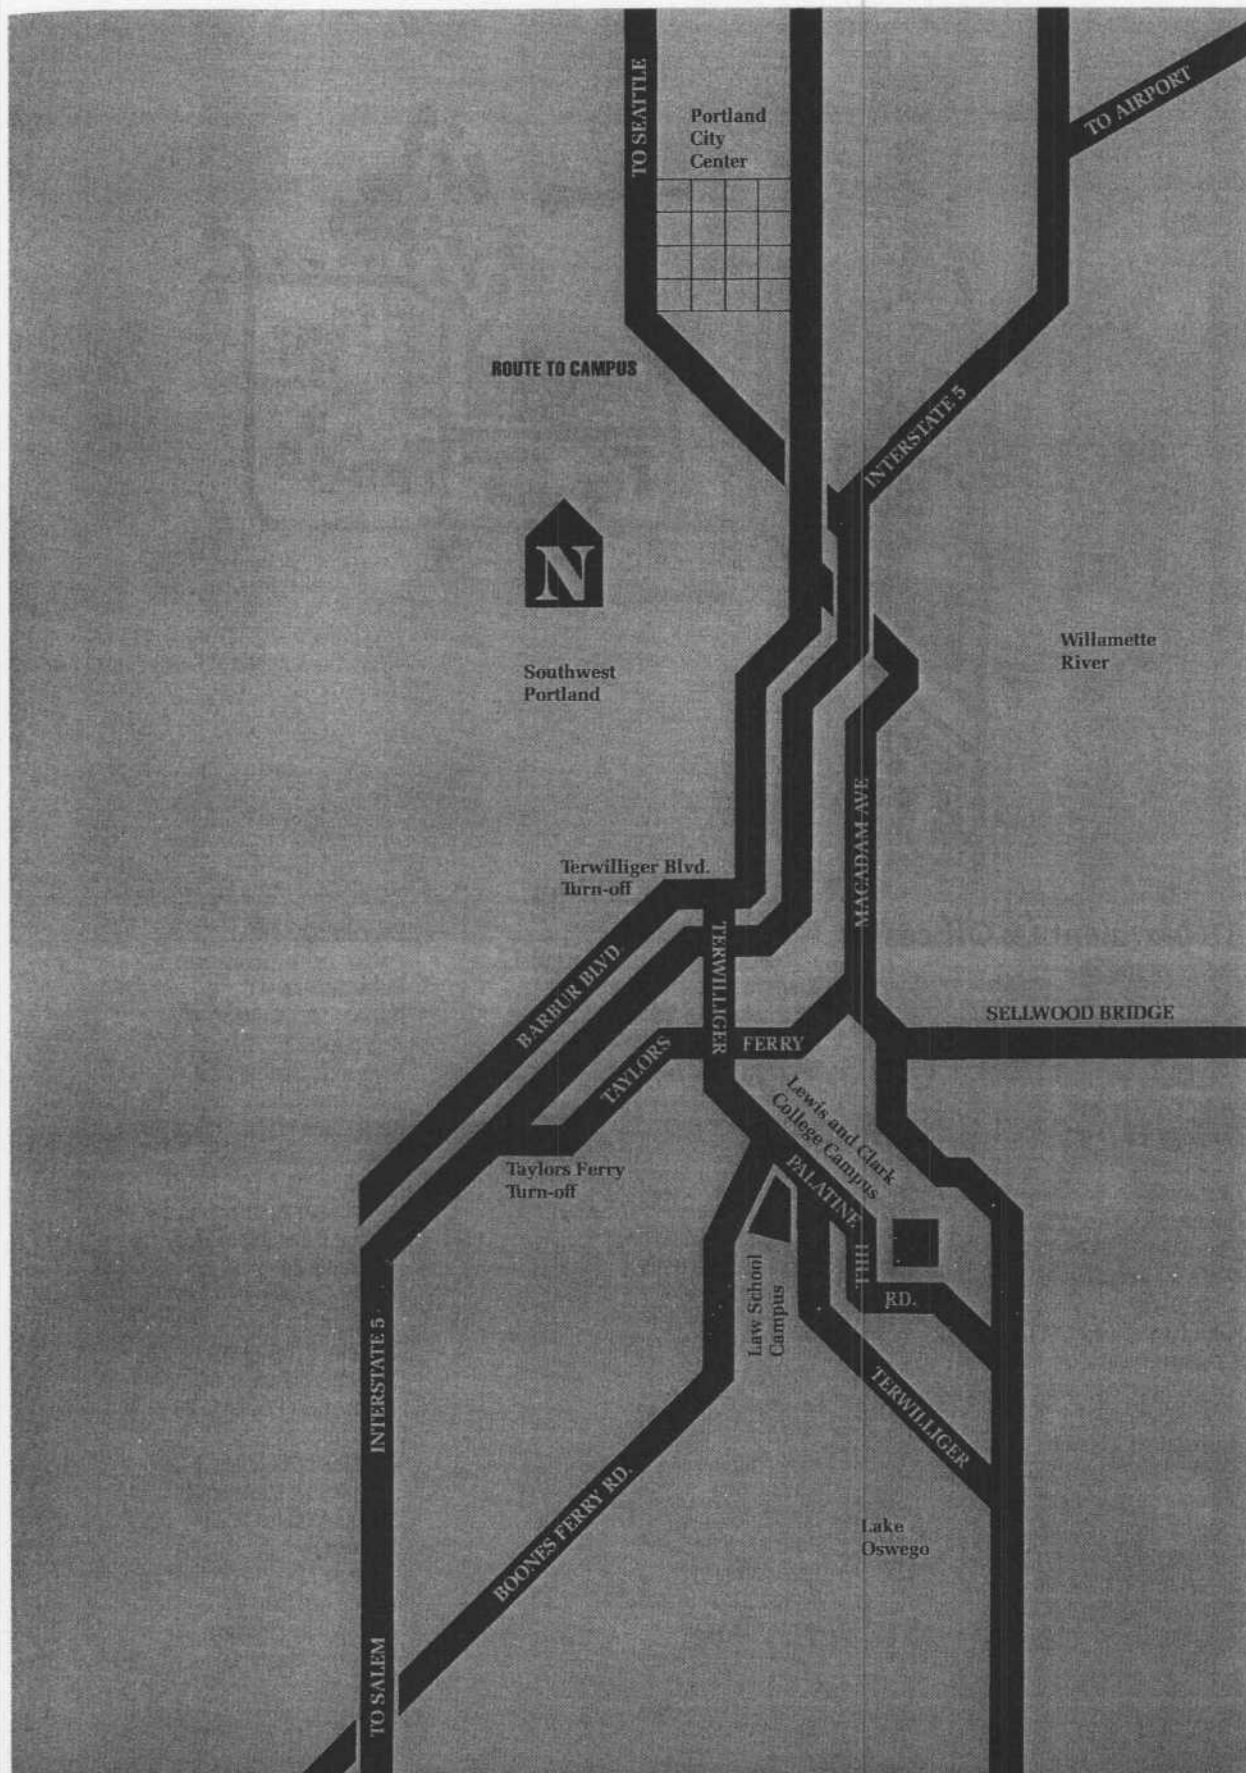 TO SEATTLE
Portland
City
Center
TO AIRPORT
ROUTE TO CAMPUS
INTERSTATE 5
N
Southwest
Portland
Willamette
River
MACADAM AVE
Terwilliger Blvd.
Turn-off
TERWILLIGER
BARBUR BLVD.
SELLWOOD BRIDGE
TAYLORS
FERRY
Lewis and Clark
College Campus
Taylors Ferry
Turn-off
PALATINE
HILL
RD.
Law School
Campus
INTERSTATE 5
TERWILLIGER
BOONES FERRY RD.
Lake
Oswego
TO SALEM